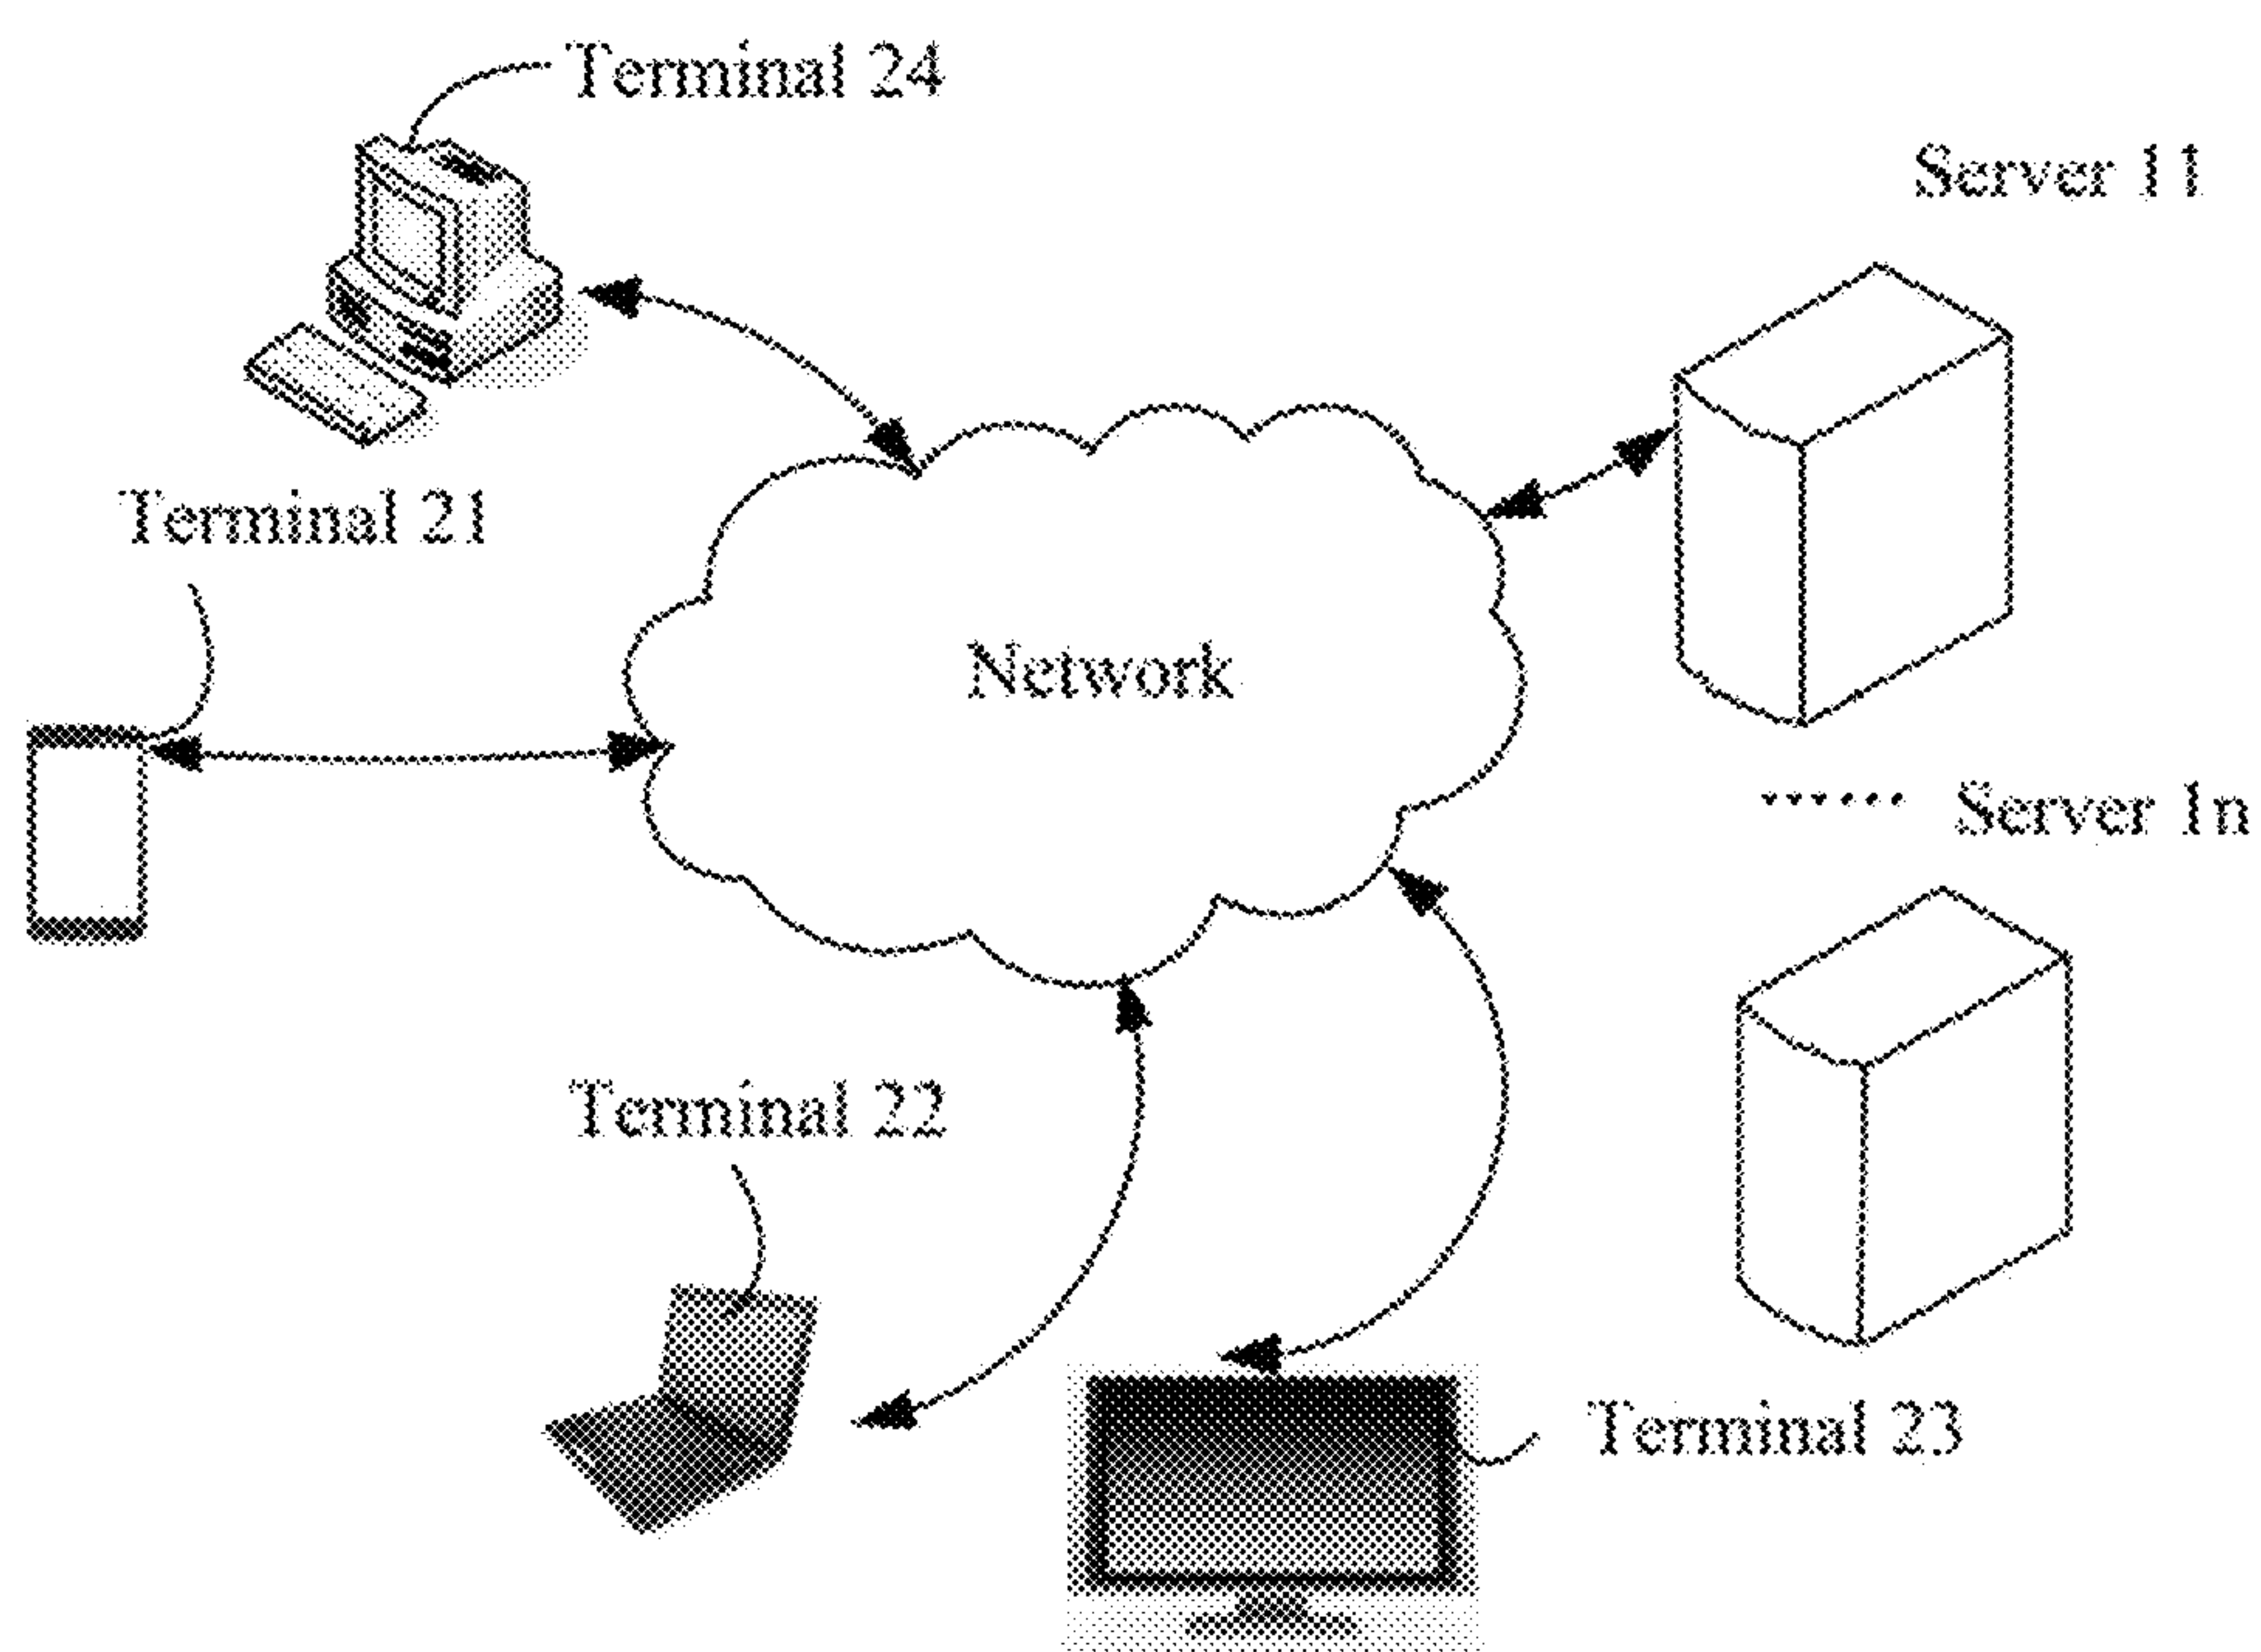 Terminal 24
Server 11
Terminal 21
Network
...... Server 1n
Terminal 22
Terminal 23